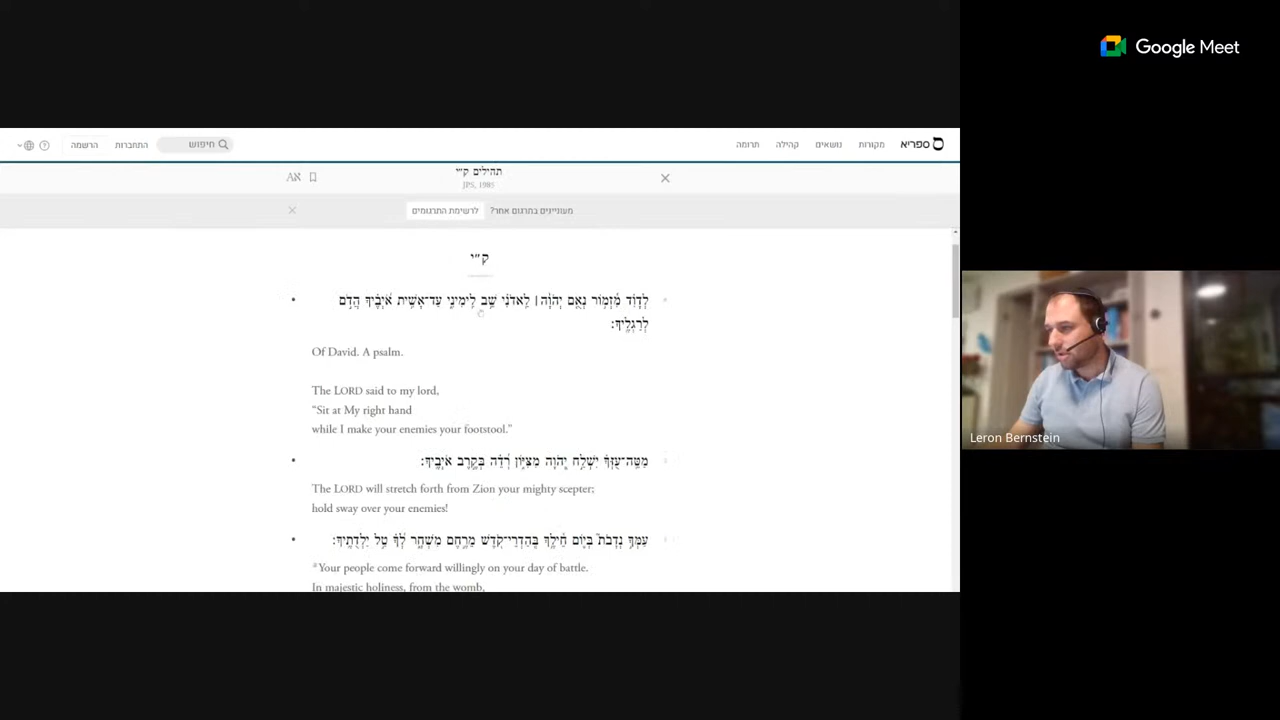 Google Meet
ספריא
מקורות
נושאים
קהילה
תרומה
חיפוש
התחברות
הרשמה
תהילים ק״י
JPS, 1985
מעוניינים בתרגום אחר?
לרשימת התרגומים
ק״י
לְדָוִ֗ד מִ֫זְמ֥וֹר נְאֻ֤ם יְהֹוָ֨ה ׀ לַֽאדֹנִ֗י שֵׁ֥ב לִֽימִינִ֑י עַד־אָשִׁ֥ית אֹ֝יְבֶ֗יךָ הֲדֹ֣ם
לְרַגְלֶֽיךָ׃
Of David. A psalm.
The LORD said to my lord,
“Sit at My right hand
while I make your enemies your footstool.”
מַטֵּֽה־עֻזְּךָ֗ יִשְׁלַ֣ח יְ֭הֹוָה מִצִּיּ֑וֹן רְ֝דֵ֗ה בְּקֶ֣רֶב אֹיְבֶֽיךָ׃
The LORD will stretch forth from Zion your mighty scepter;
hold sway over your enemies!
עַמְּךָ֣ נְדָבֹת֮ בְּי֢וֹם חֵ֫ילֶ֥ךָ בְּֽהַדְרֵי־קֹ֭דֶשׁ מֵרֶ֣חֶם מִשְׁחָ֑ר לְ֝ךָ֗ טַ֣ל יַלְדֻתֶֽיךָ׃
Your people come forward willingly on your day of battle.
In majestic holiness, from the womb,
Leron Bernstein